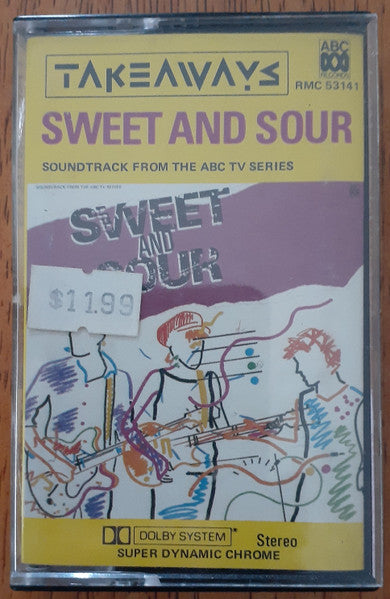 TAKEAWAYS
ABC
RECORDS
RMC 53141
SWEET AND SOUR
SOUNDTRACK FROM THE ABC TV SERIES
SOUNDTRACK FROM THE ABC TV SERIES
SWEET
AND
SOUR
$11.99
DOLBY SYSTEM* Stereo
SUPER DYNAMIC CHROME